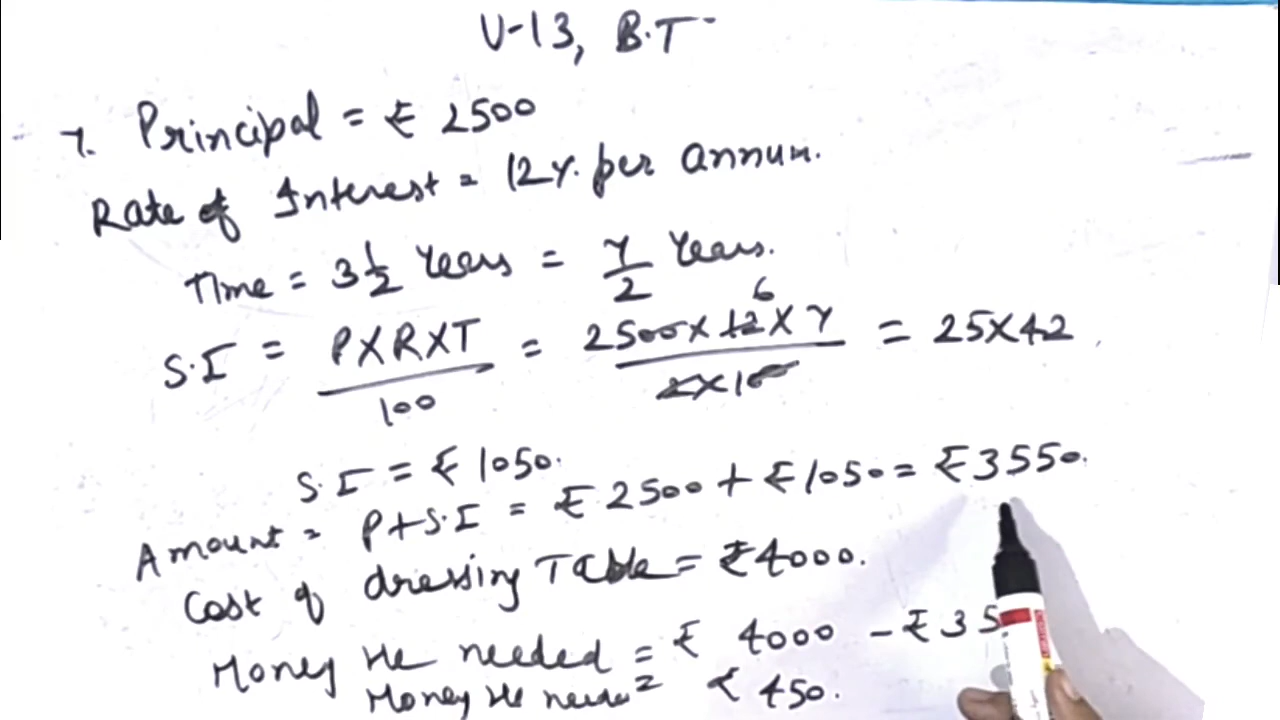 U-13, B.T
7. Principal = ₹ 2500
Rate of Interest = 12% per annum.
Time = 3 1/2 Years = 7/2 Years.
S.I = P X R X T / 100 = 2500 X 12 6 X 7 / 2 X 100 = 25 X 42
S.I = ₹ 1050.
Amount = P + S.I = ₹ 2500 + ₹ 1050 = ₹ 3550.
Cost of dressing Table = ₹ 4000.
Money He needed = ₹ 4000 - ₹ 35
Money He = ₹ 450.